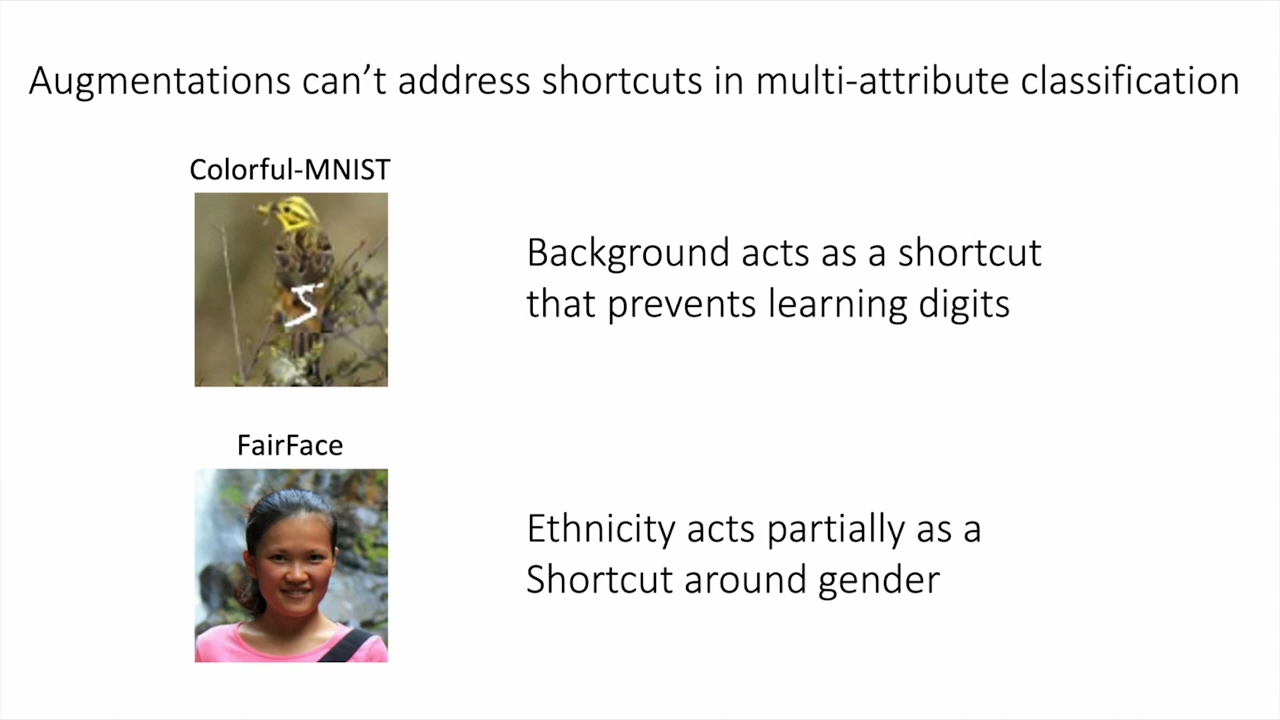 Augmentations can’t address shortcuts in multi-attribute classification
Colorful-MNIST
5
Background acts as a shortcut
that prevents learning digits
FairFace
Ethnicity acts partially as a
Shortcut around gender